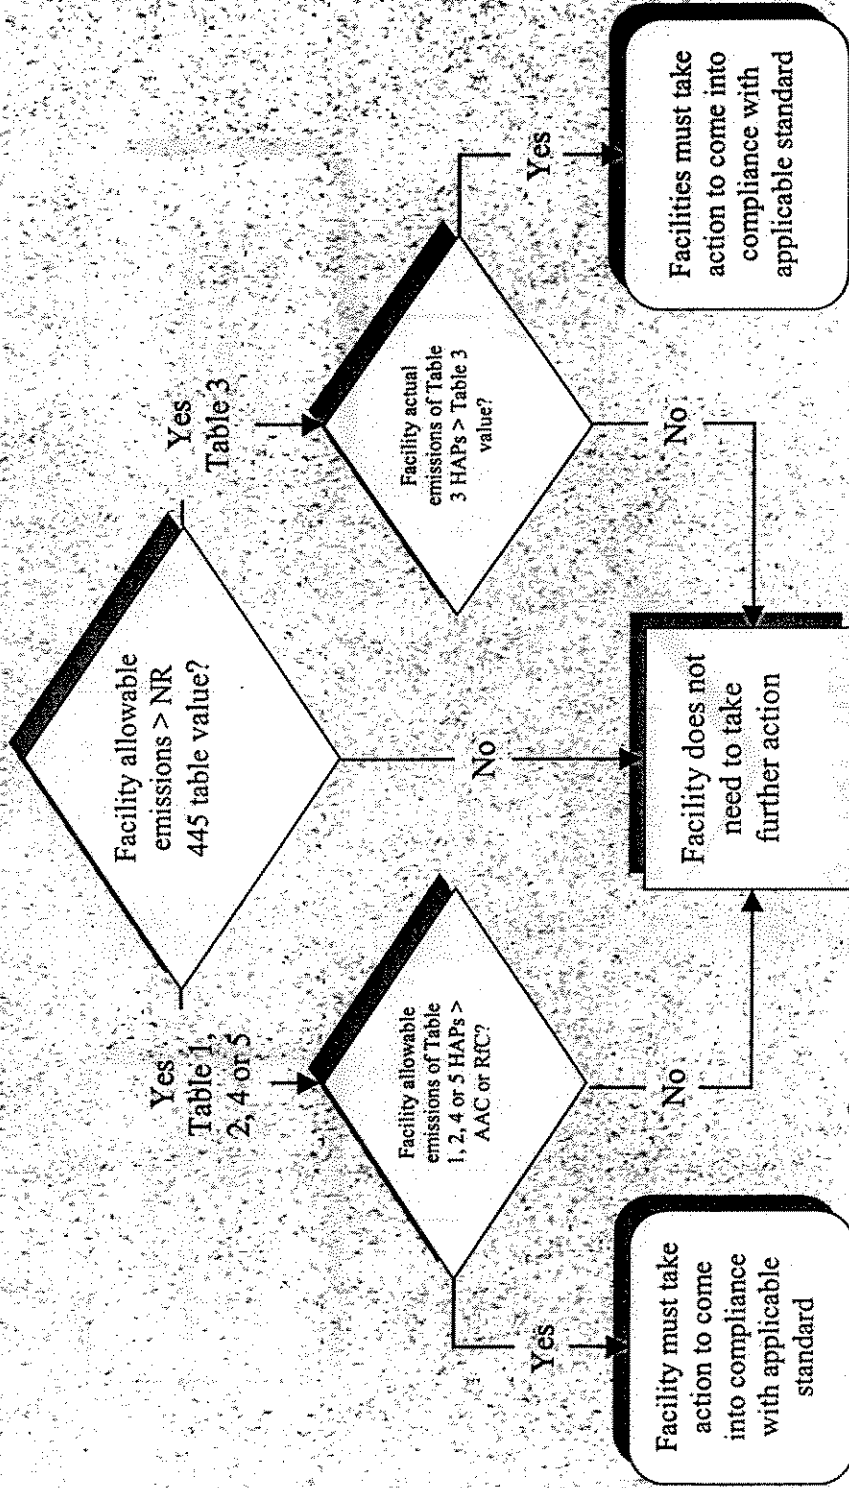 Facility allowable
emissions > NR
445 table value?
Yes
Table 1,
2, 4 or 5
No
Yes
Table 3
Facility allowable
emissions of Table
1, 2, 4 or 5 HAPs >
AAC or RfC?
Facility actual
emissions of Table
3 HAPs > Table 3
value?
Yes
No
No
Yes
Facility must take
action to come
into compliance
with applicable
standard
Facility does not
need to take
further action
Facilities must take
action to come into
compliance with
applicable standard